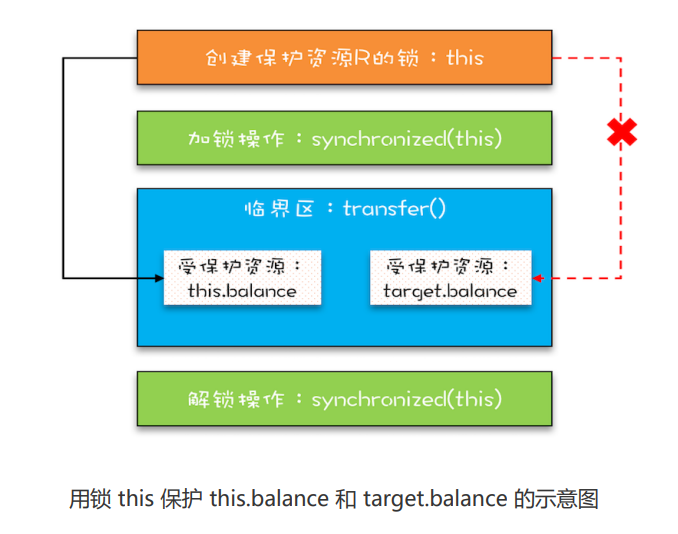 创建保护资源R的锁：this
加锁操作：synchronized(this)
临界区：transfer()
受保护资源：
this.balance
受保护资源：
target.balance
解锁操作：synchronized(this)
用锁 this 保护 this.balance 和 target.balance 的示意图